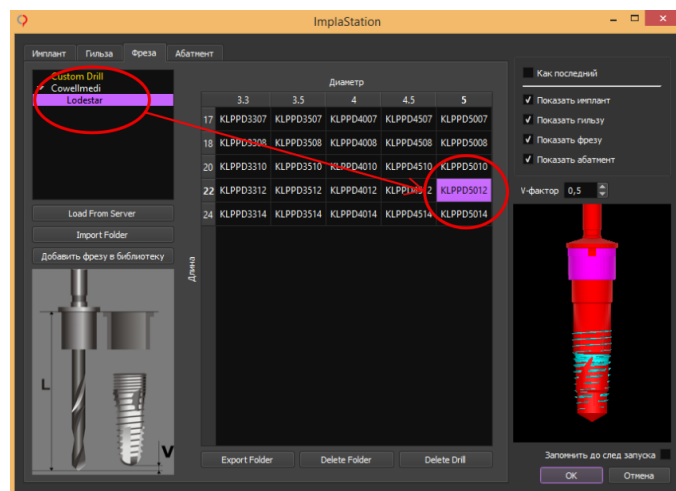 ImplaStation
Имплант Гильза Фреза Абатмент
Custom Drill
Cowellmedi
Lodestar
Load From Server
Import Folder
Добавить фрезу в библиотеку
L
V
Диаметр
3.3 3.5 4 4.5 5
17 KLPPD3307 KLPPD3507 KLPPD4007 KLPPD4507 KLPPD5007
18 KLPPD3308 KLPPD3508 KLPPD4008 KLPPD4508 KLPPD5008
20 KLPPD3310 KLPPD3510 KLPPD4010 KLPPD4510 KLPPD5010
22 KLPPD3312 KLPPD3512 KLPPD4012 KLPPD4512 KLPPD5012
24 KLPPD3314 KLPPD3514 KLPPD4014 KLPPD4514 KLPPD5014
Длина
Export Folder Delete Folder Delete Drill
Как последний
Показать имплант
Показать гильзу
Показать фрезу
Показать абатмент
V-фактор 0,5
Запомнить до след запуска
OK Отмена